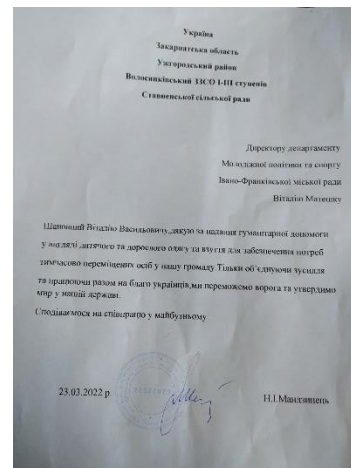 Україна
Закарпатська область
Ужгородський район
Волосянківський ЗЗСО І-ІІІ ступенів
Ставненської сільської ради
Директору департаменту
Молодіжної політики та спорту
Івано-Франківської міської ради
Віталію
Шановний Віталію Васильовичу,дякую за надання гуманітарної допомоги
у вигляді дитячого та дорослого одягу за взуття для забезпечення потреб
тимчасово переміщених осіб у нашу громаду.Тільки об'єднуючи зусилля
та працюючи разом на благо українців,ми переможемо ворога та утвердимо
мир у нашій державі.
Сподіваємося на співпрацю у майбутньому
23.03.2022 р.
Н.І.